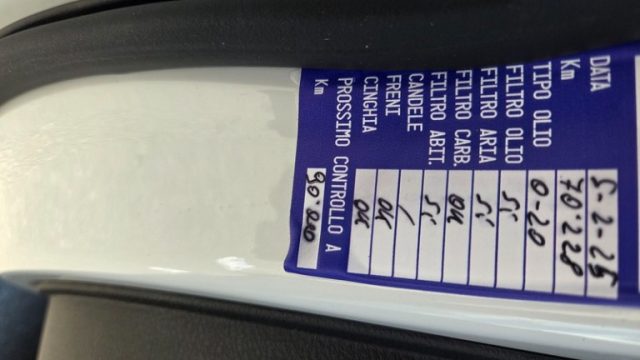 DATA 5-2-25
Km 70.228
TIPO OLIO 0-20
FILTRO OLIO si
FILTRO ARIA si
FILTRO CARB. OK
FILTRO ABIT. si
CANDELE /
FRENI OK
CINGHIA OK
PROSSIMO CONTROLLO A
Km 90.000